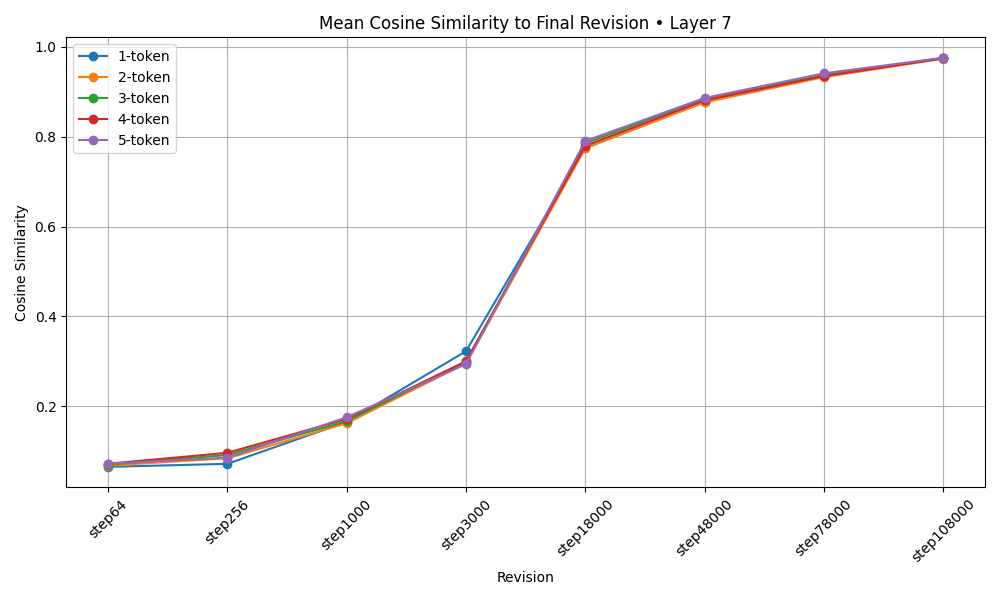 Mean Cosine Similarity to Final Revision • Layer 7
1-token
2-token
3-token
4-token
5-token
Cosine Similarity
1.0
0.8
0.6
0.4
0.2
step64
step256
step1000
step3000
step18000
step48000
step78000
step108000
Revision